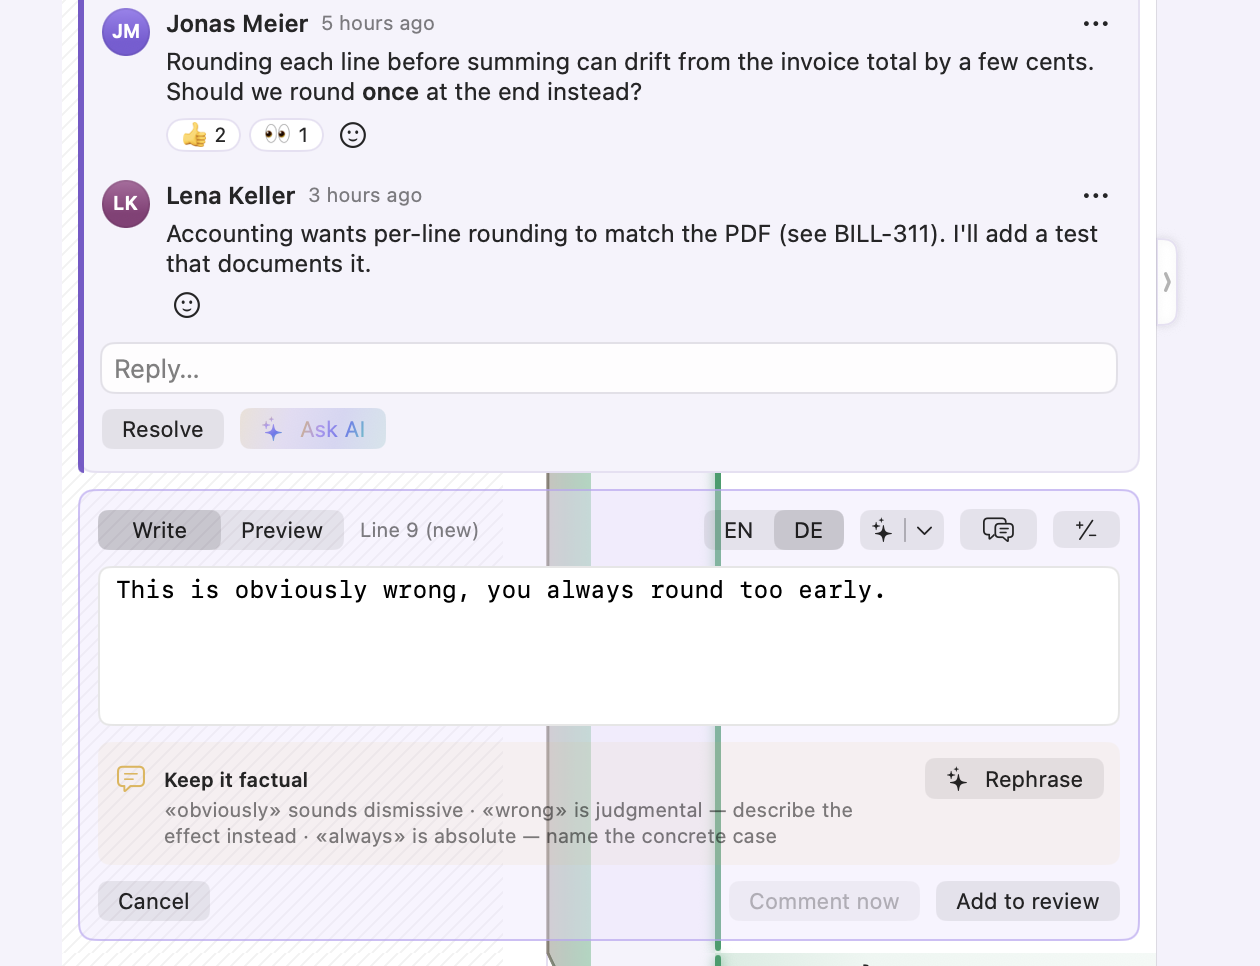 JM Jonas Meier 5 hours ago
Rounding each line before summing can drift from the invoice total by a few cents.
Should we round once at the end instead?
👍 2 👀 1
LK Lena Keller 3 hours ago
Accounting wants per-line rounding to match the PDF (see BILL-311). I'll add a test
that documents it.
Reply...
Resolve Ask AI
Write Preview Line 9 (new) EN DE
This is obviously wrong, you always round too early.
Keep it factual Rephrase
«obviously» sounds dismissive · «wrong» is judgmental — describe the
effect instead · «always» is absolute — name the concrete case
Cancel Comment now Add to review